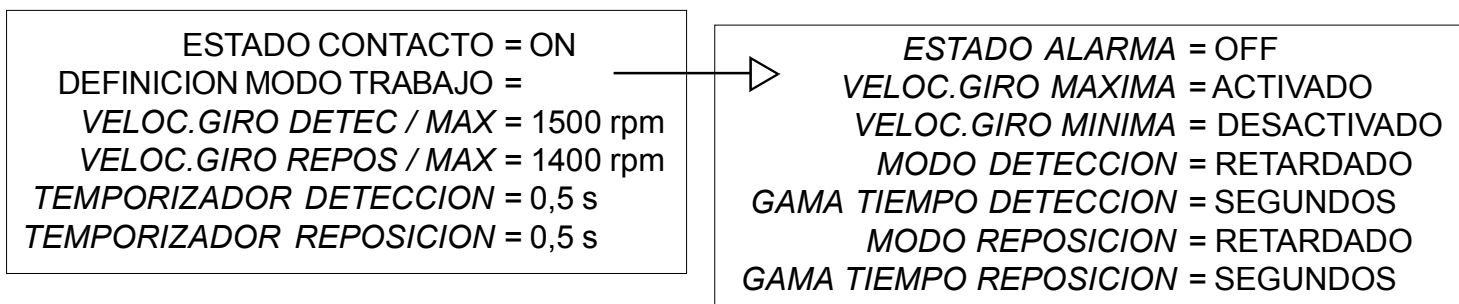 ESTADO CONTACTO = ON
DEFINICION MODO TRABAJO =
VELOC.GIRO DETEC / MAX = 1500 rpm
VELOC.GIRO REPOS / MAX = 1400 rpm
TEMPORIZADOR DETECCION = 0,5 s
TEMPORIZADOR REPOSICION = 0,5 s
ESTADO ALARMA = OFF
VELOC.GIRO MAXIMA = ACTIVADO
VELOC.GIRO MINIMA = DESACTIVADO
MODO DETECCION = RETARDADO
GAMA TIEMPO DETECCION = SEGUNDOS
MODO REPOSICION = RETARDADO
GAMA TIEMPO REPOSICION = SEGUNDOS